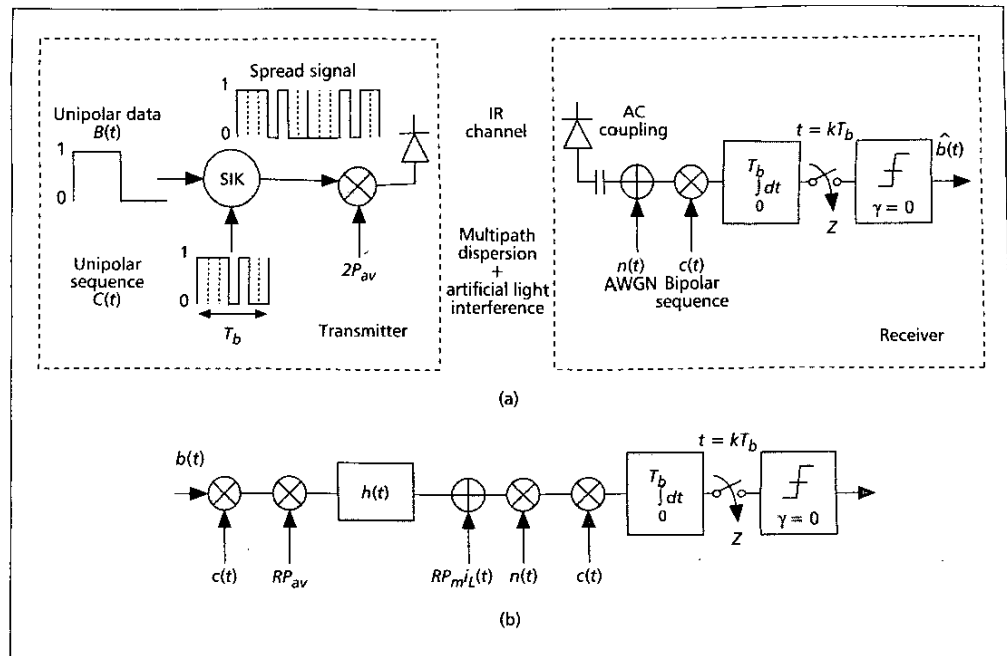 Spread signal
1
0
Unipolar data
B(t)
1
0
SIK
2P_av
Unipolar
sequence
C(t)
1
0
T_b
Transmitter
IR
channel
Multipath
dispersion
+
artificial light
interference
AC
coupling
n(t)
AWGN
c(t)
Bipolar
sequence
T_b
∫dt
0
t = kT_b
Z
γ = 0
b̂(t)
Receiver
(a)
b(t)
c(t)
RP_av
h(t)
RP_m i_L(t)
n(t)
c(t)
T_b
∫dt
0
t = kT_b
Z
γ = 0
(b)